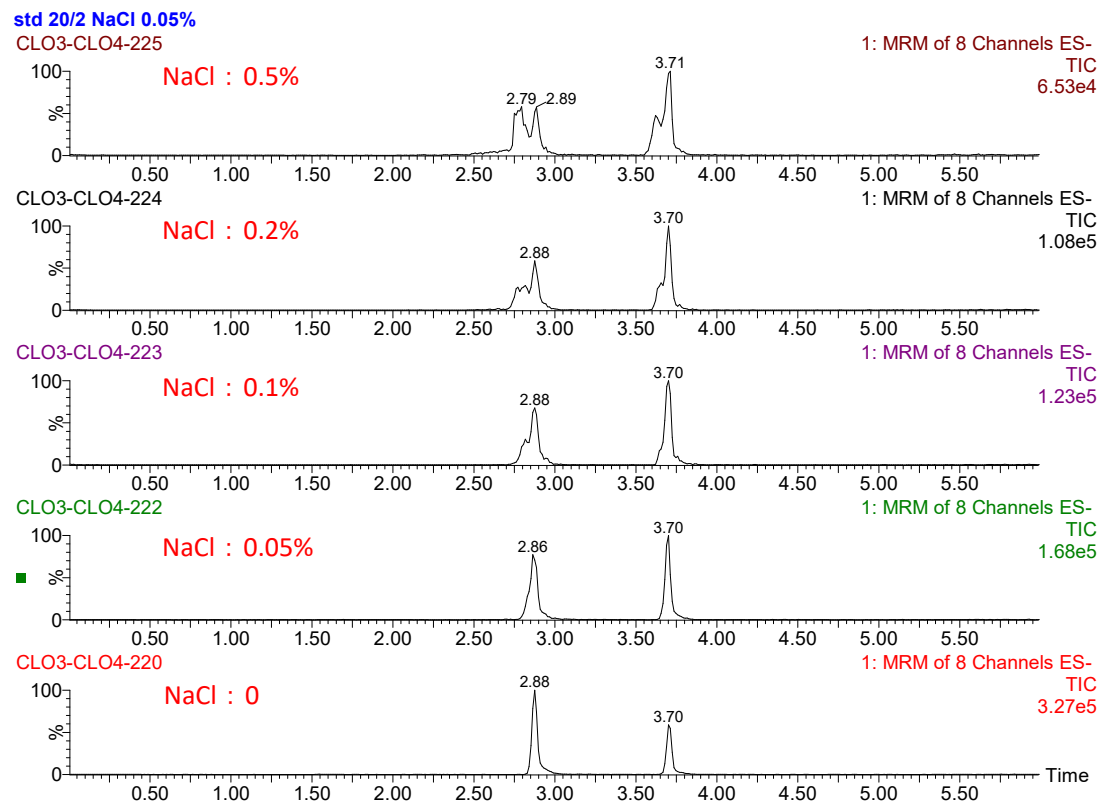 std 20/2 NaCl 0.05%
CLO3-CLO4-225
1: MRM of 8 Channels ES-
TIC
6.53e4
NaCl : 0.5%
100
%
0
2.79
2.89
3.71
0.50 1.00 1.50 2.00 2.50 3.00 3.50 4.00 4.50 5.00 5.50
CLO3-CLO4-224
1: MRM of 8 Channels ES-
TIC
1.08e5
NaCl : 0.2%
100
%
0
2.88
3.70
0.50 1.00 1.50 2.00 2.50 3.00 3.50 4.00 4.50 5.00 5.50
CLO3-CLO4-223
1: MRM of 8 Channels ES-
TIC
1.23e5
NaCl : 0.1%
100
%
0
2.88
3.70
0.50 1.00 1.50 2.00 2.50 3.00 3.50 4.00 4.50 5.00 5.50
CLO3-CLO4-222
1: MRM of 8 Channels ES-
TIC
1.68e5
NaCl : 0.05%
100
%
0
2.86
3.70
0.50 1.00 1.50 2.00 2.50 3.00 3.50 4.00 4.50 5.00 5.50
CLO3-CLO4-220
1: MRM of 8 Channels ES-
TIC
3.27e5
NaCl : 0
100
%
0
2.88
3.70
Time
0.50 1.00 1.50 2.00 2.50 3.00 3.50 4.00 4.50 5.00 5.50